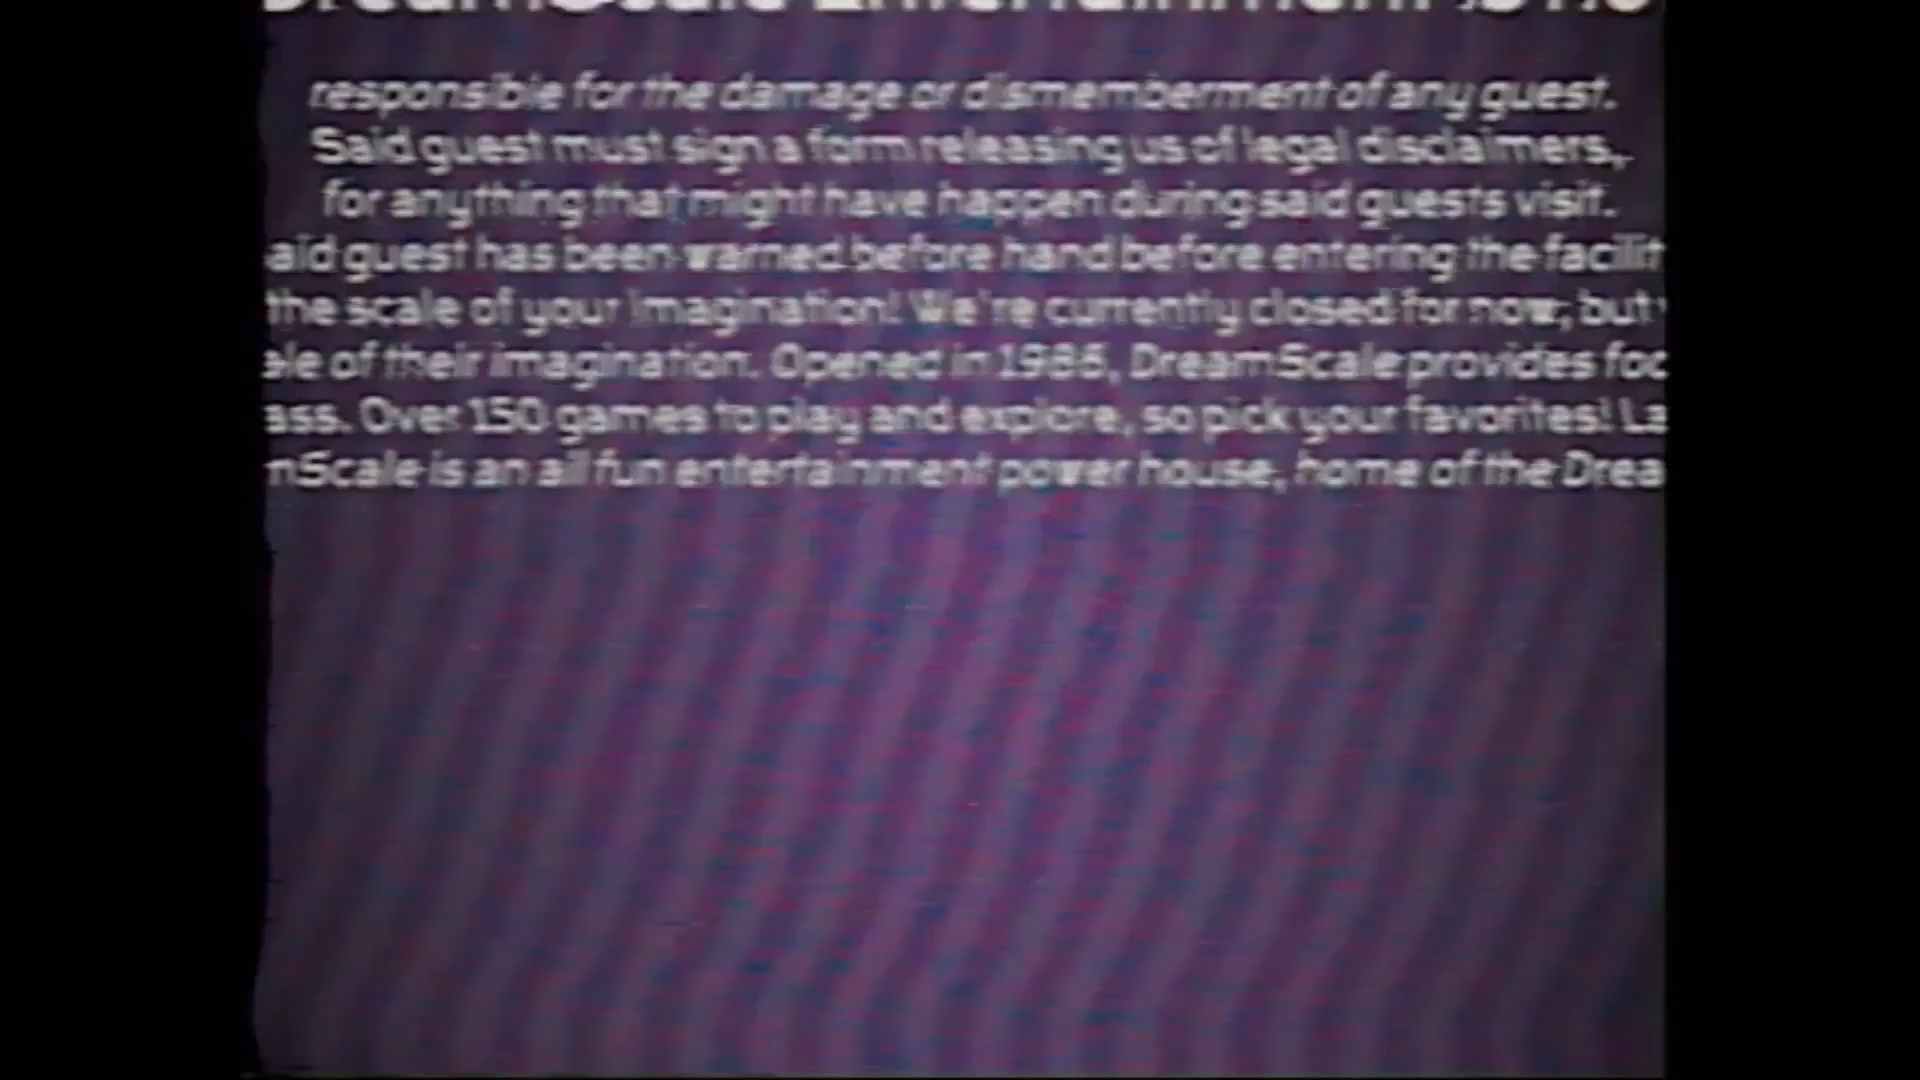 DreamScale Entertainment
responsible for the damage or dismemberment of any guest.
Said guest must sign a form releasing us of legal disclaimers,
for anything that might have happen during said guests visit.
aid guest has been warned before hand before entering the facilit
the scale of your imagination! We're currently closed for now, but
ale of their imagination. Opened in 1986, DreamScale provides foo
ass. Over 150 games to play and explore, so pick your favorites! La
mScale is an all fun entertainment power house, home of the Drea